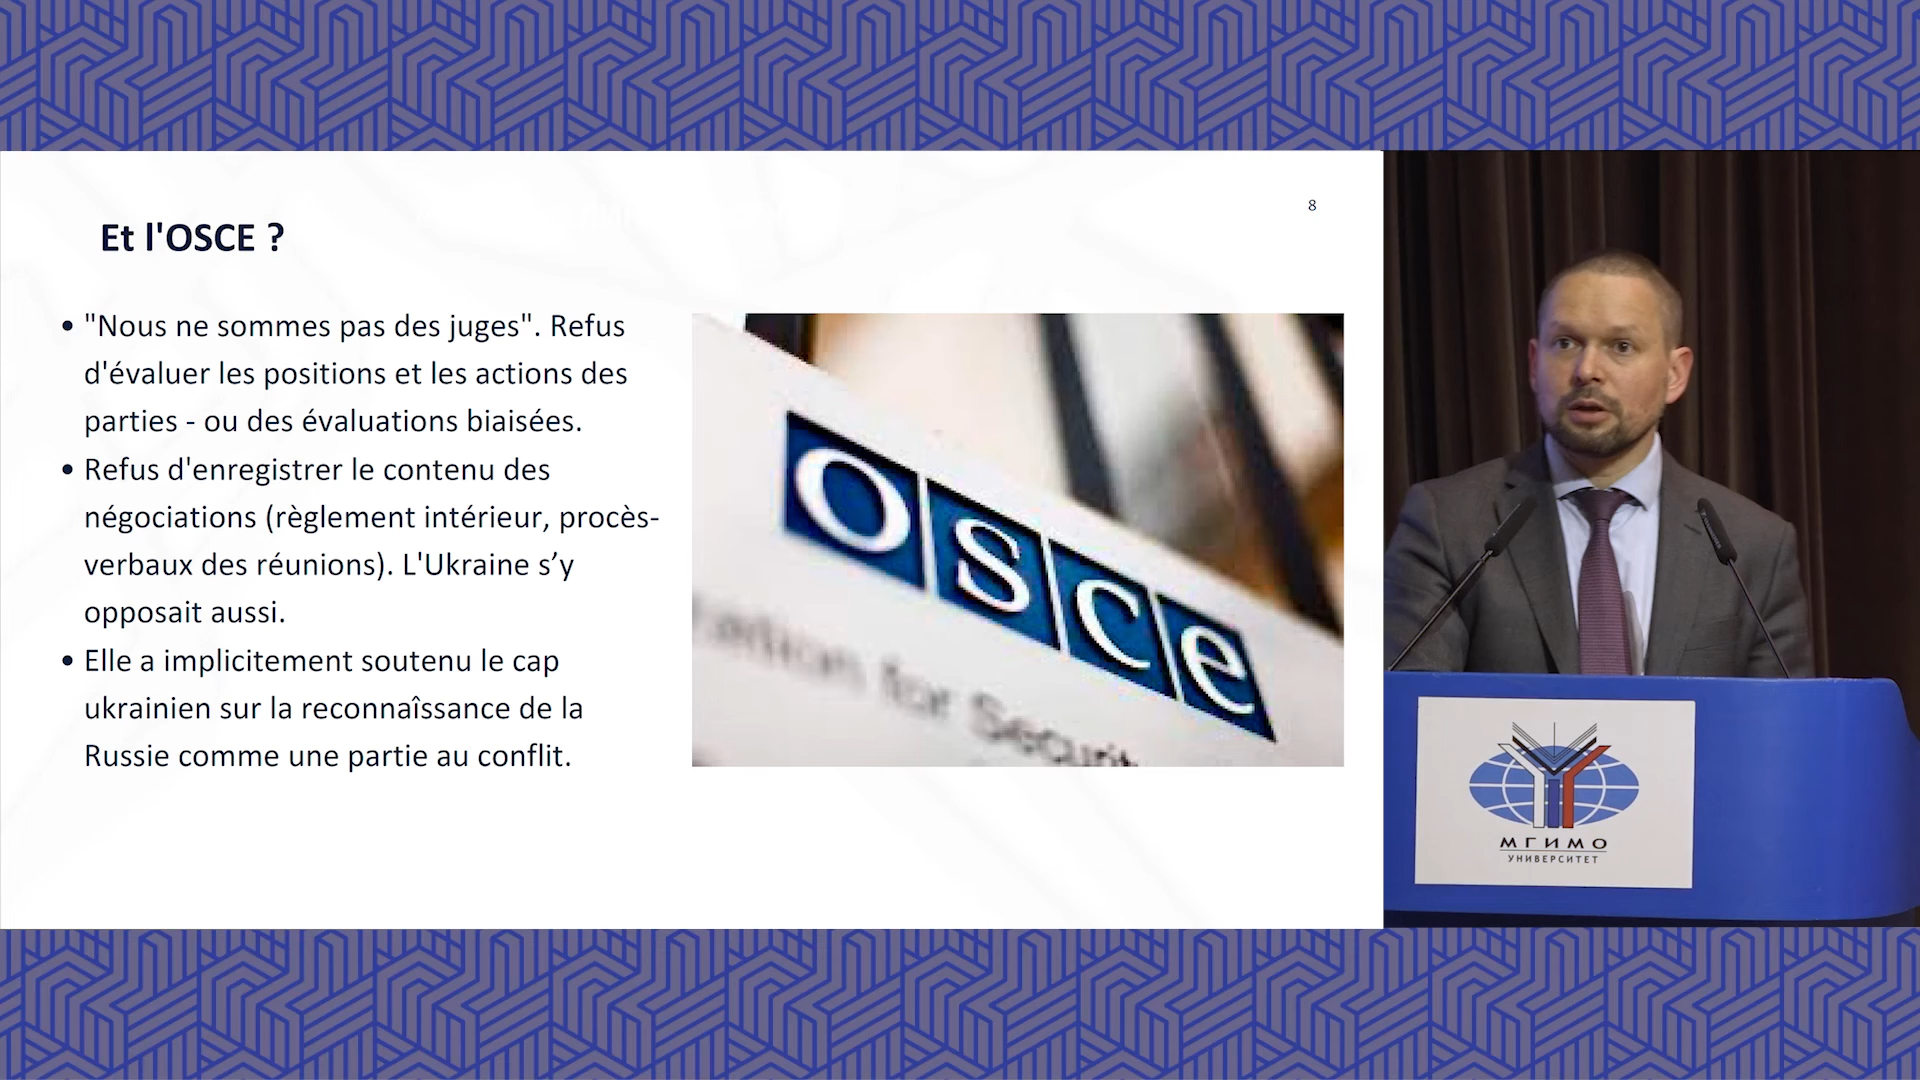 8
Et l'OSCE ?
• "Nous ne sommes pas des juges". Refus
d'évaluer les positions et les actions des
parties - ou des évaluations biaisées.
• Refus d'enregistrer le contenu des
négociations (règlement intérieur, procès-
verbaux des réunions). L'Ukraine s’y
opposait aussi.
• Elle a implicitement soutenu le cap
ukrainien sur la reconnaîssance de la
Russie comme une partie au conflit.
osce
for Securit
МГИМО
УНИВЕРСИТЕТ